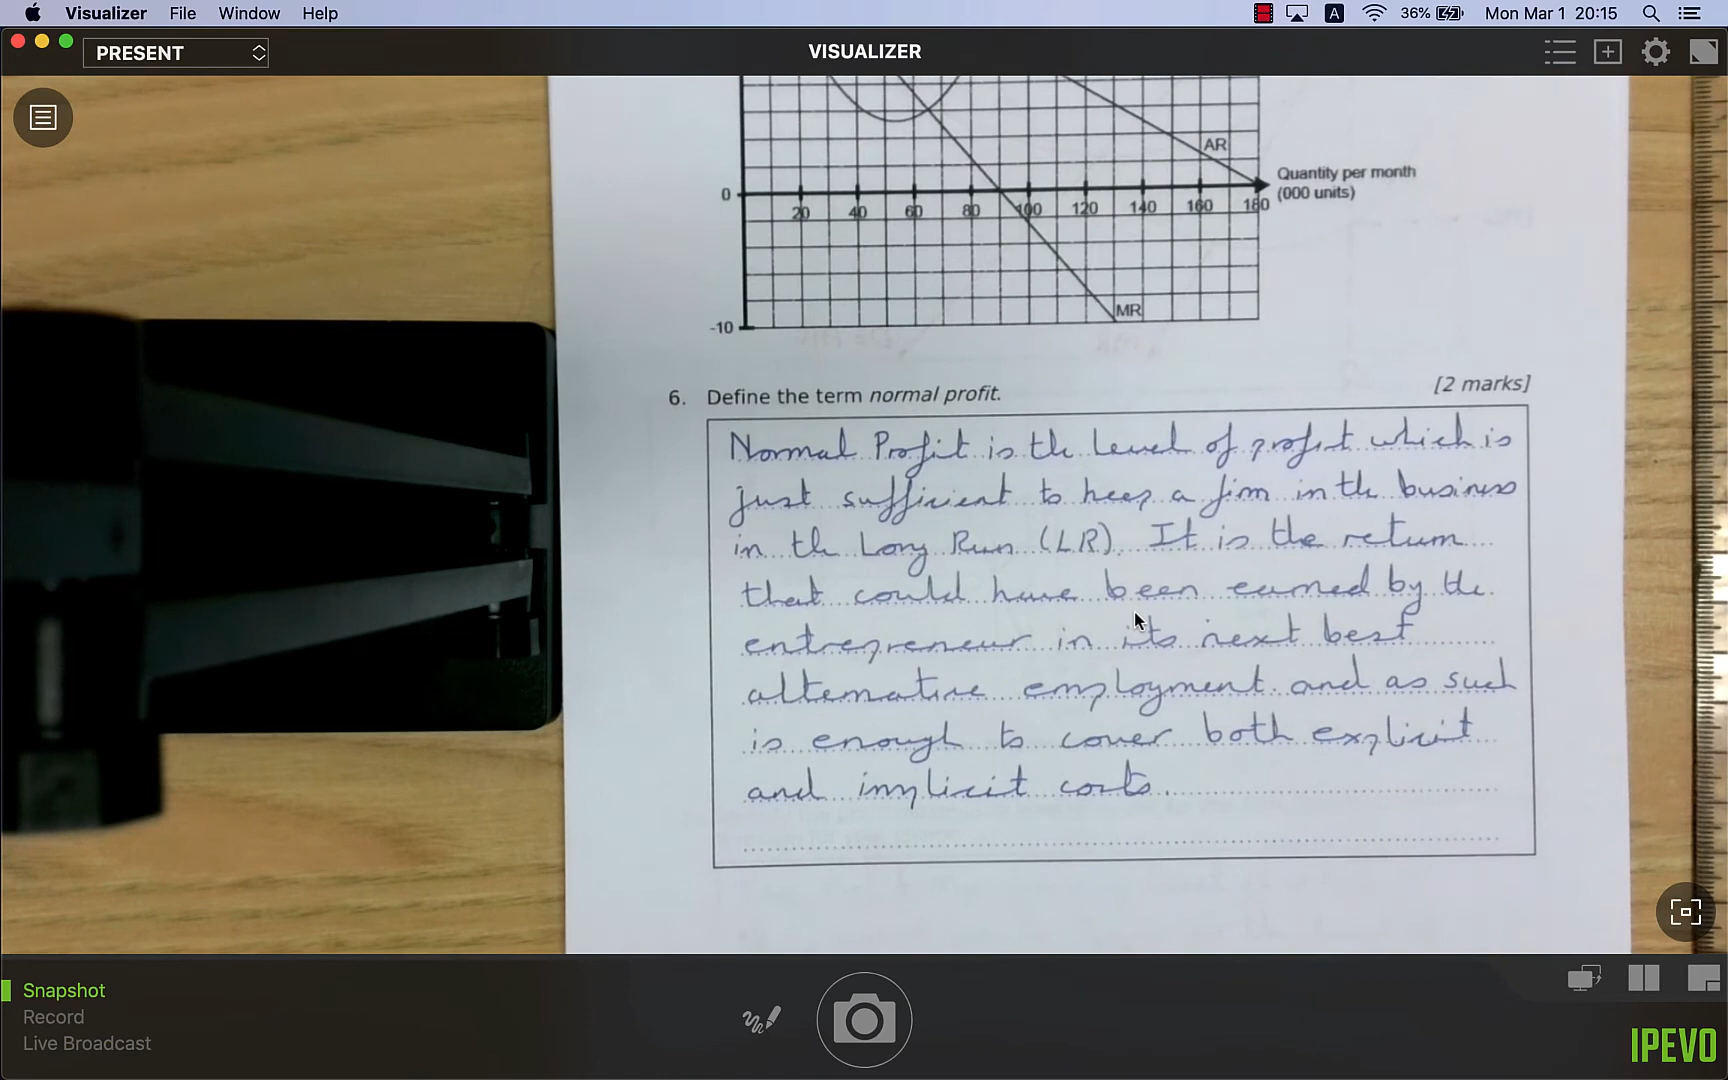 Visualizer File Window Help A 36% Mon Mar 1 20:15
PRESENT
VISUALIZER
AR
Quantity per month
(000 units)
0
20 40 60 80 100 120 140 160 180
MR
-10
6. Define the term normal profit. [2 marks]
Normal Profit is the level of profit which is
just sufficient to keep a firm in the business
in the Long Run (LR). It is the return
that could have been earned by the
entrepreneur in its next best
alternative employment and as such
is enough to cover both explicit
and implicit costs.
Snapshot
Record
Live Broadcast
IPEVO